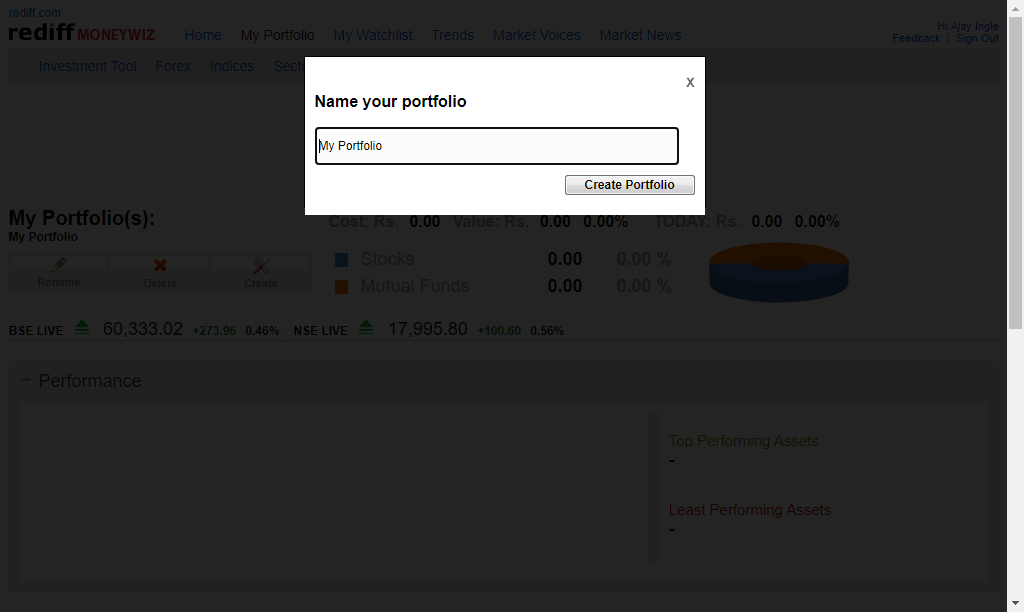 rediff.com
rediff MONEYWIZ
Home My Portfolio My Watchlist Trends Market Voices Market News
Hi Ajay Ingle
Feedback | Sign Out
Investment Tool Forex Indices
X
Name your portfolio
My Portfolio
Create Portfolio
My Portfolio(s):
Cost: Rs. 0.00 Value: Rs. 0.00 0.00% TODAY: Rs. 0.00 0.00%
My Portfolio
Rename Delete Create
Stocks 0.00 0.00 %
Mutual Funds 0.00 0.00 %
BSE LIVE 60,333.02 +273.96 0.46% NSE LIVE 17,995.80 +100.60 0.56%
Performance
Top Performing Assets
-
Least Performing Assets
-